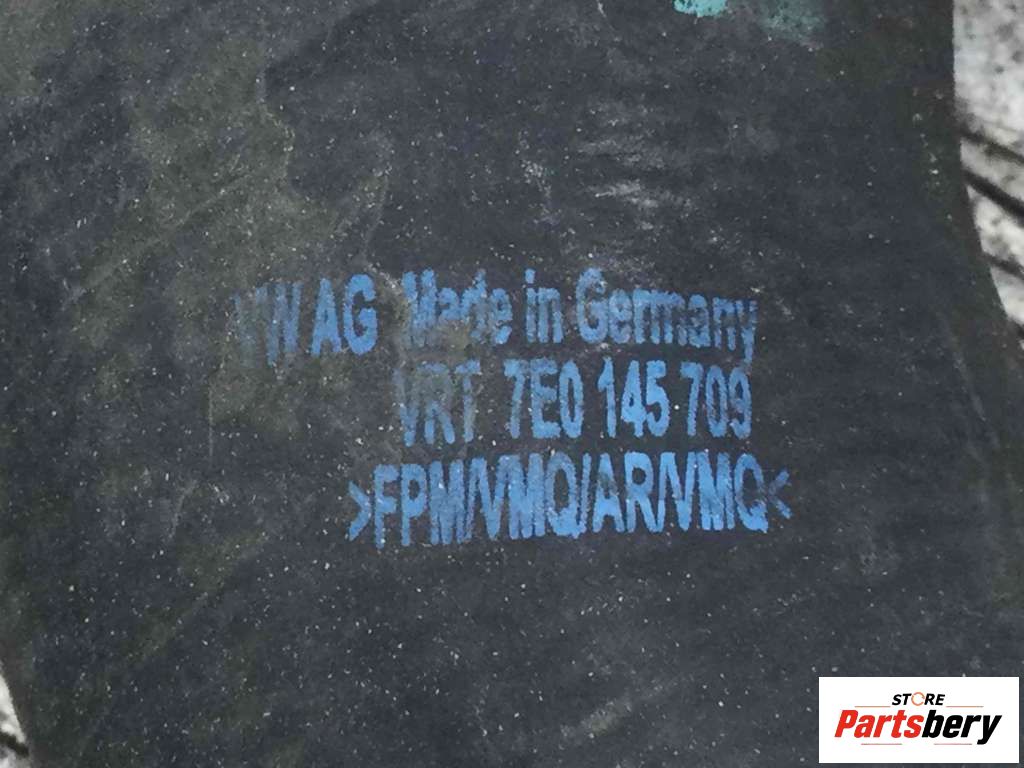 VW AG Made in Germany
VRT 7E0 145 709
>FPM/VMQ/AR/VMQ<
STORE
Partsbery